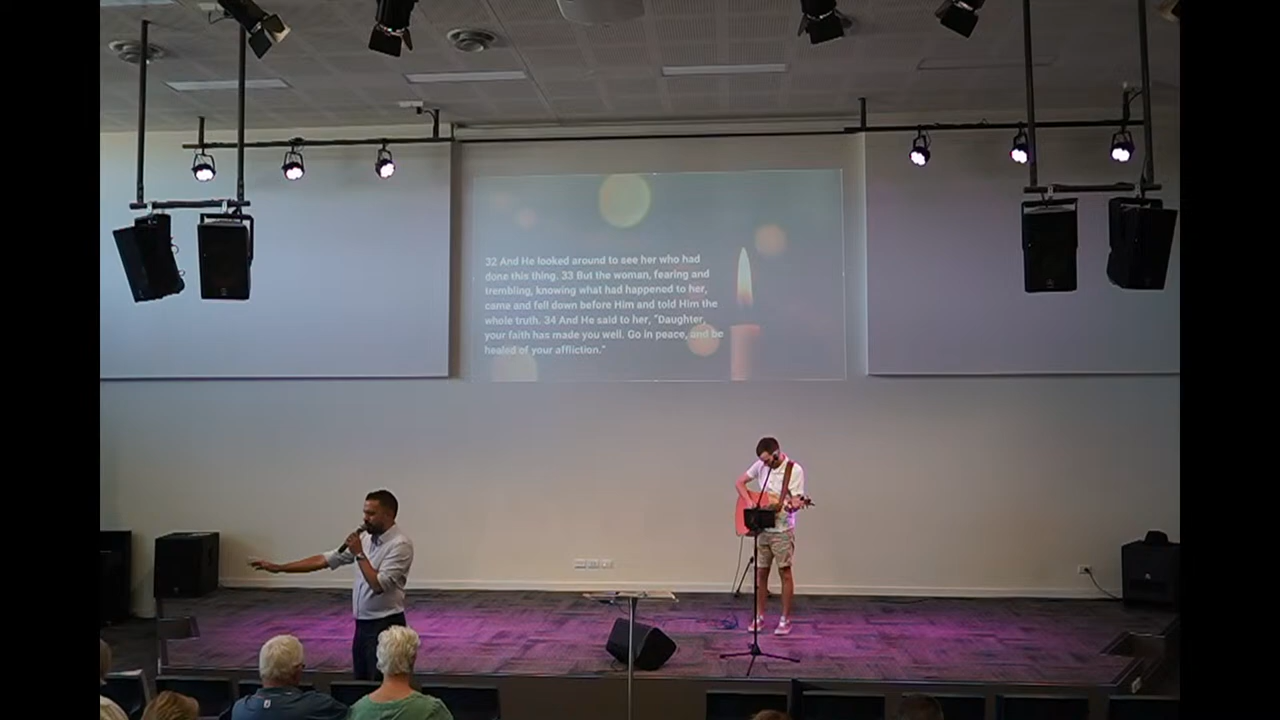 32 And He looked around to see her who had
done this thing. 33 But the woman, fearing and
trembling, knowing what had happened to her,
came and fell down before Him and told Him the
whole truth. 34 And He said to her, “Daughter,
your faith has made you well. Go in peace, and be
healed of your affliction.”